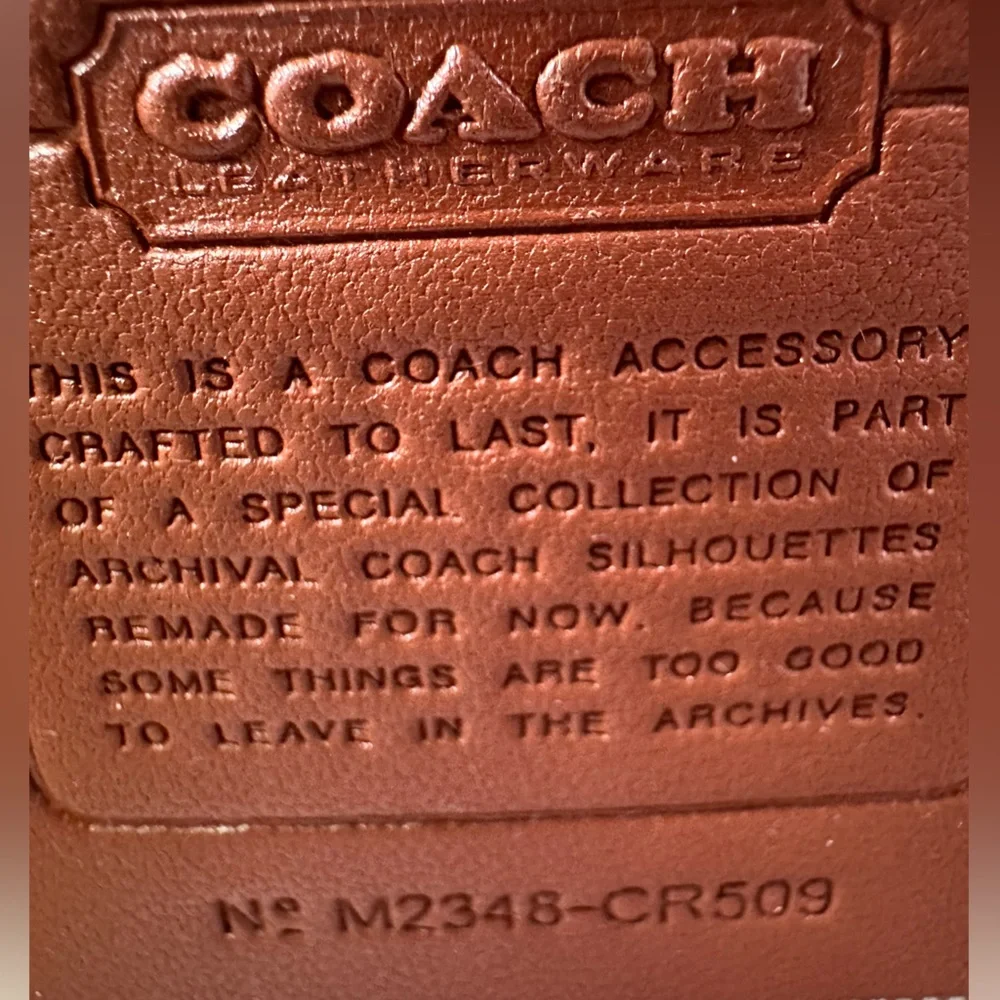 COACH
LEATHERWARE
THIS IS A COACH ACCESSORY
CRAFTED TO LAST, IT IS PART
OF A SPECIAL COLLECTION OF
ARCHIVAL COACH SILHOUETTES
REMADE FOR NOW. BECAUSE
SOME THINGS ARE TOO GOOD
TO LEAVE IN THE ARCHIVES.
Nº M2348-CR509